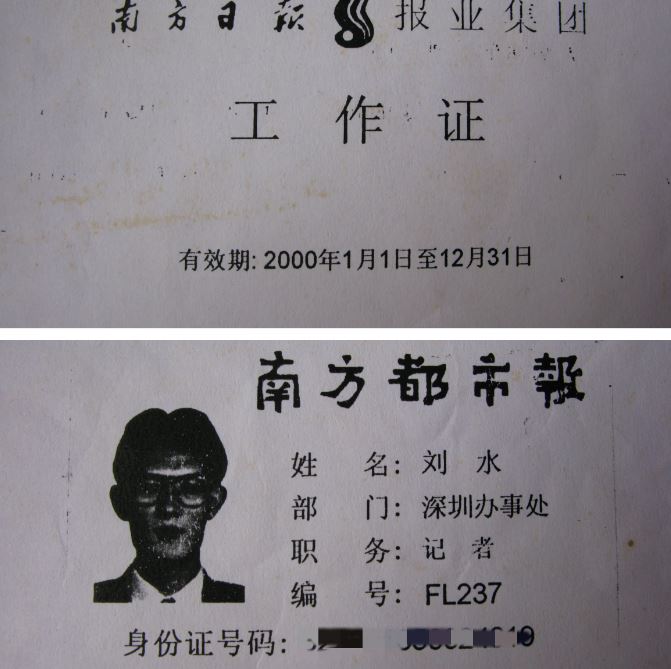 南方日报 报业集团
工作证
有效期: 2000年1月1日至12月31日
南方都市報
姓 名: 刘 水
部 门: 深圳办事处
职 务: 记 者
编 号: FL237
身份证号码: